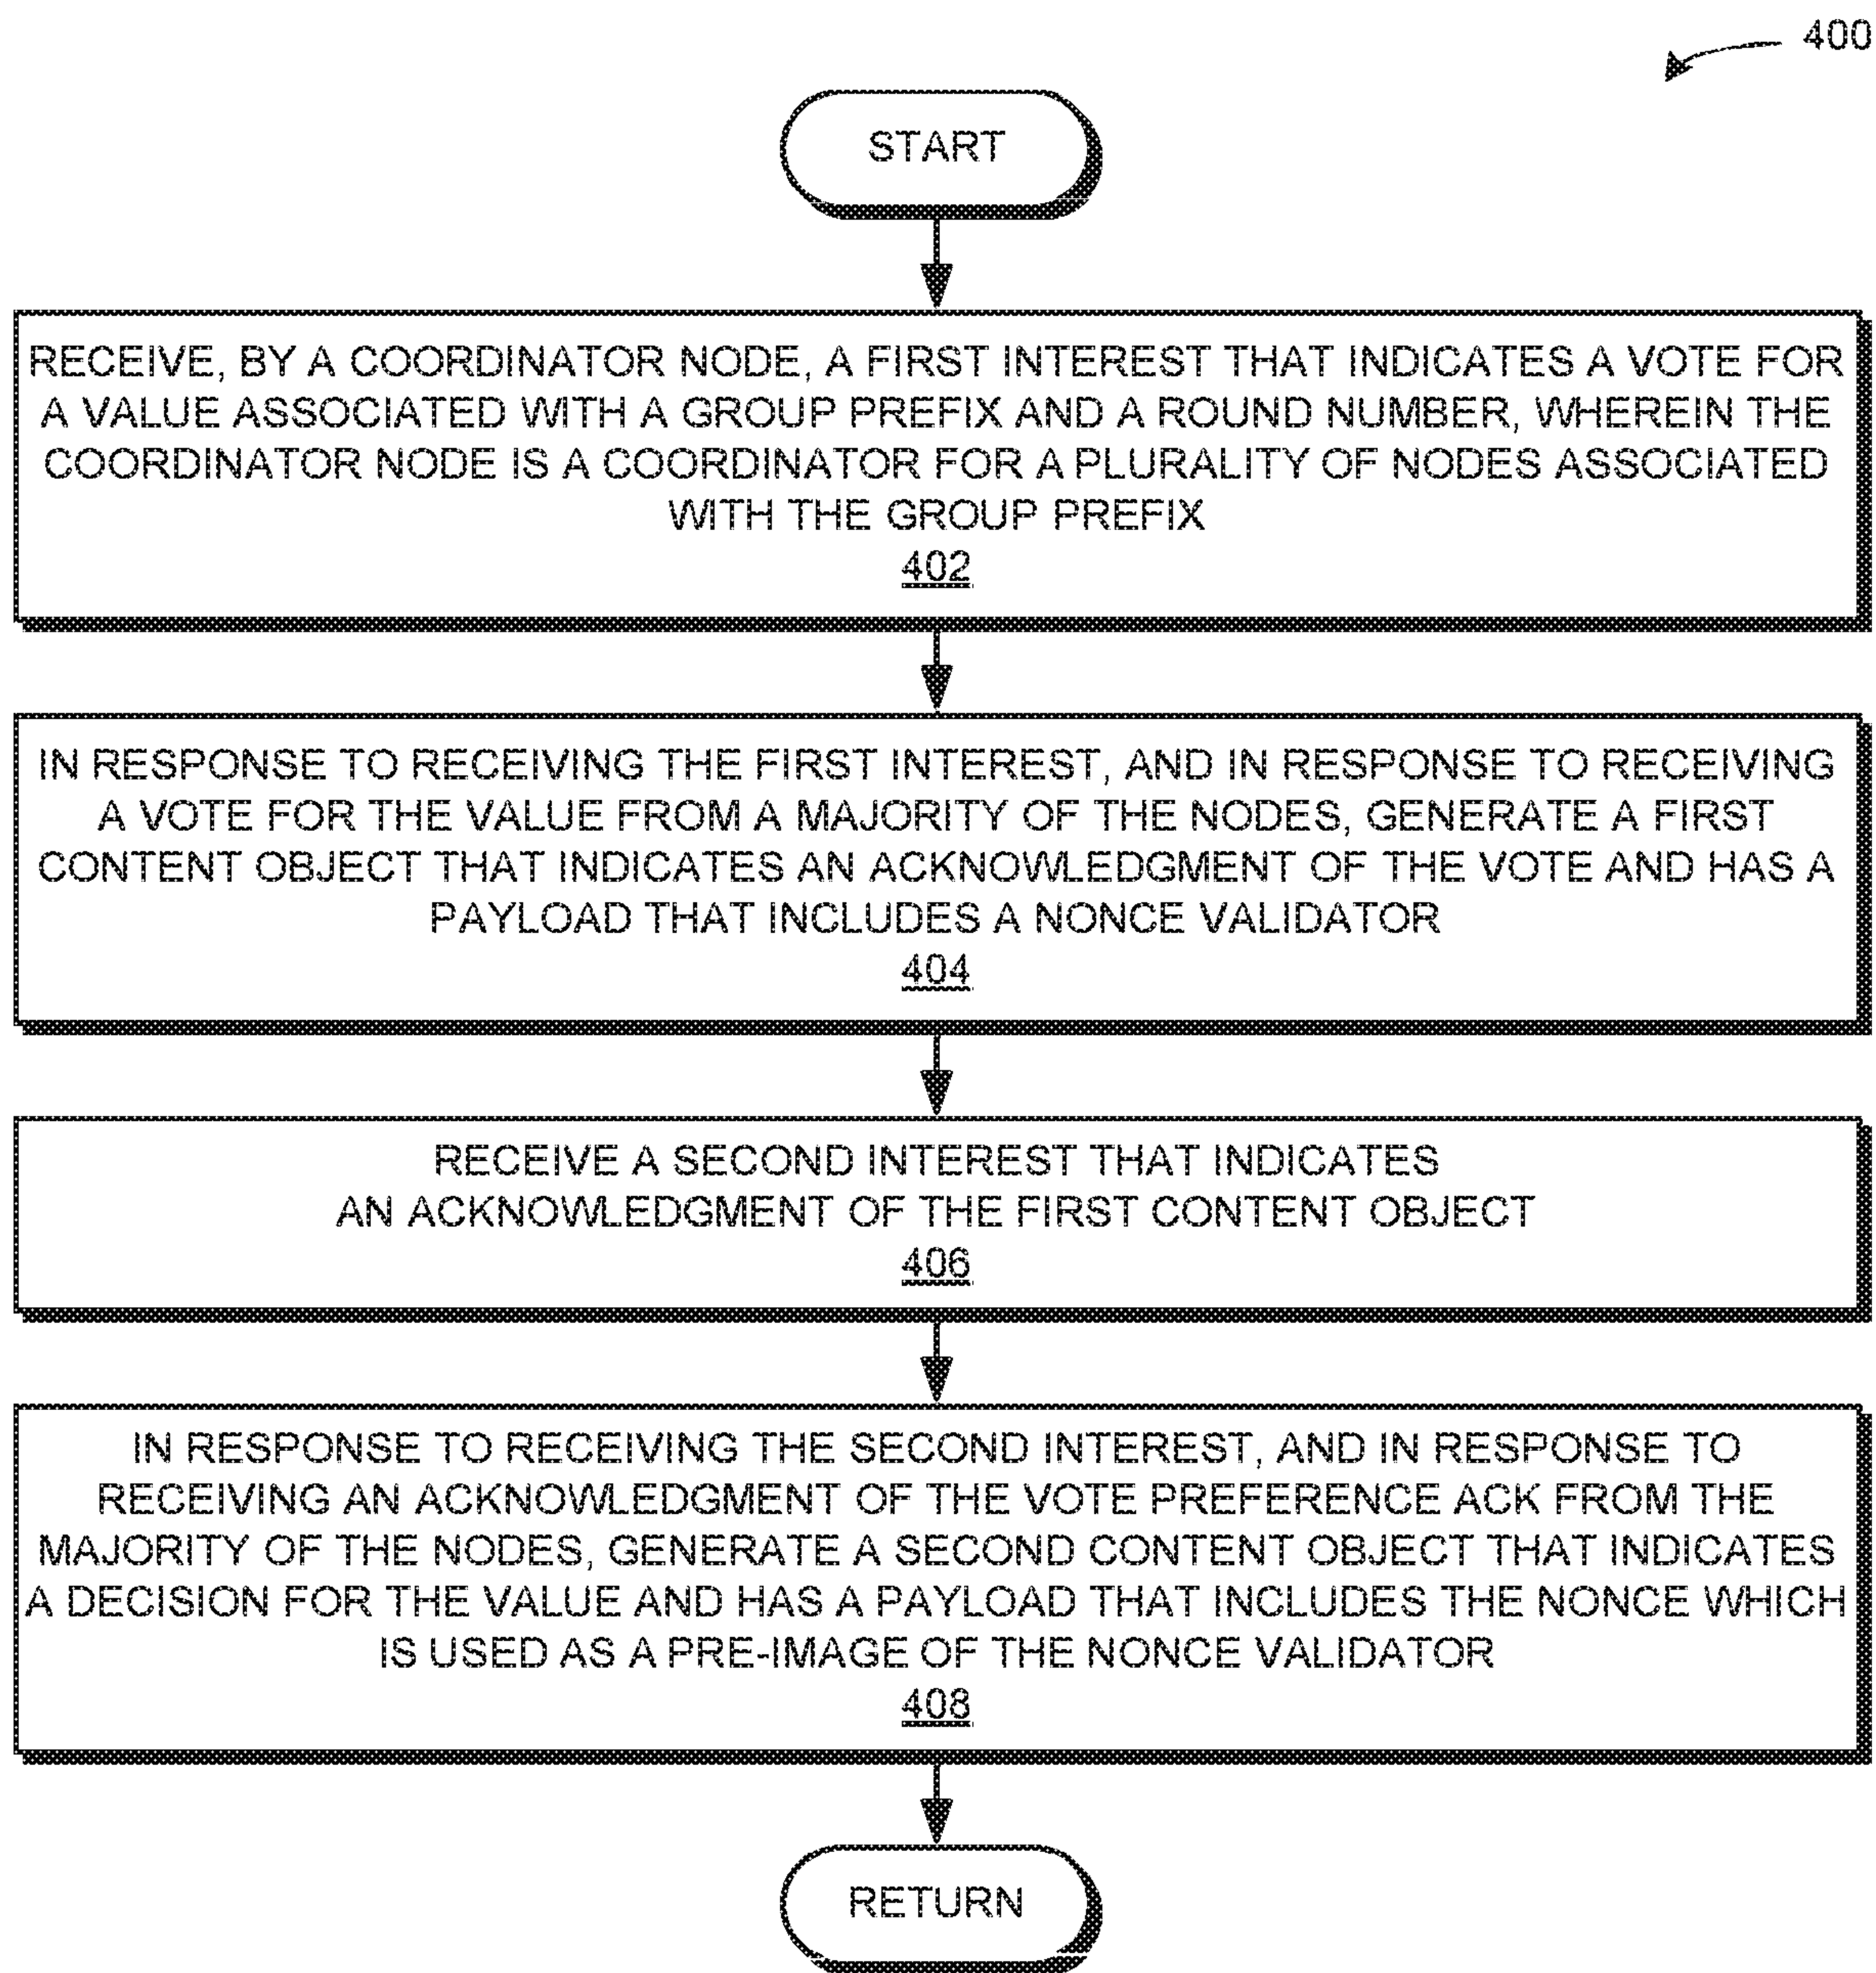 400
START
RECEIVE, BY A COORDINATOR NODE, A FIRST INTEREST THAT INDICATES A VOTE FOR
A VALUE ASSOCIATED WITH A GROUP PREFIX AND A ROUND NUMBER, WHEREIN THE
COORDINATOR NODE IS A COORDINATOR FOR A PLURALITY OF NODES ASSOCIATED
WITH THE GROUP PREFIX
402
IN RESPONSE TO RECEIVING THE FIRST INTEREST, AND IN RESPONSE TO RECEIVING
A VOTE FOR THE VALUE FROM A MAJORITY OF THE NODES, GENERATE A FIRST
CONTENT OBJECT THAT INDICATES AN ACKNOWLEDGMENT OF THE VOTE AND HAS A
PAYLOAD THAT INCLUDES A NONCE VALIDATOR
404
RECEIVE A SECOND INTEREST THAT INDICATES
AN ACKNOWLEDGMENT OF THE FIRST CONTENT OBJECT
406
IN RESPONSE TO RECEIVING THE SECOND INTEREST, AND IN RESPONSE TO
RECEIVING AN ACKNOWLEDGMENT OF THE VOTE PREFERENCE ACK FROM THE
MAJORITY OF THE NODES, GENERATE A SECOND CONTENT OBJECT THAT INDICATES
A DECISION FOR THE VALUE AND HAS A PAYLOAD THAT INCLUDES THE NONCE WHICH
IS USED AS A PRE-IMAGE OF THE NONCE VALIDATOR
408
RETURN